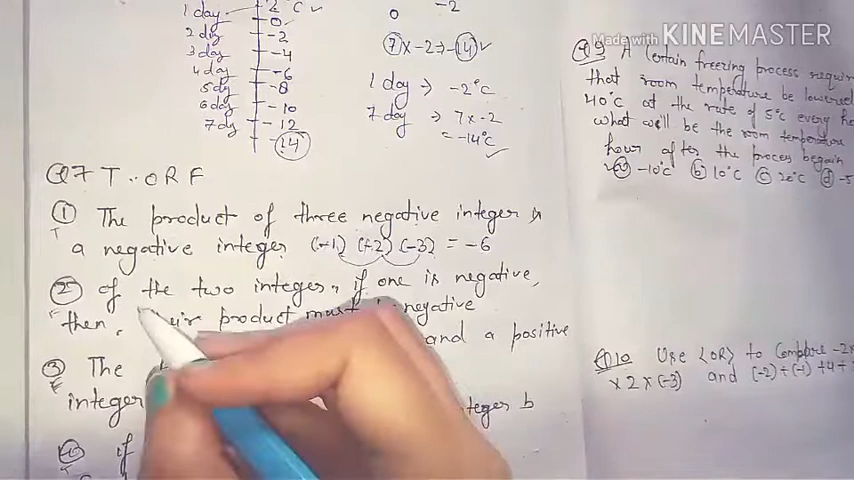 1 day 2°C ✓
0
2 day -2
3 day -4
4 day -6
5 day -8
6 day -10
7 day -12
-14
-2
0
7 x -2 → -14 ✓
1 day → -2°C
7 day → 7 x -2
= -14°C ✓
Q7 T.. OR F
① The product of three negative integer is
T
a negative integer (-1) (-2) (-3) = -6
② Of the two integers, if one is negative,
F
then, product must negative
③ The and a positive
F
integer integer b
④ if
T
Made with KINEMASTER
Q9 A Certain freezing process requir
that room temperature be lowered
40°C at the rate of 5°C every h
what will be the room temperature
hour after the process begain
ⓐ -10°C ⓑ 10°C ⓒ 20°C ⓓ -5
Q10 Use <OR> to Compare -2
x 2 x (-3) and (-2) ÷ (-1) + 4 ÷